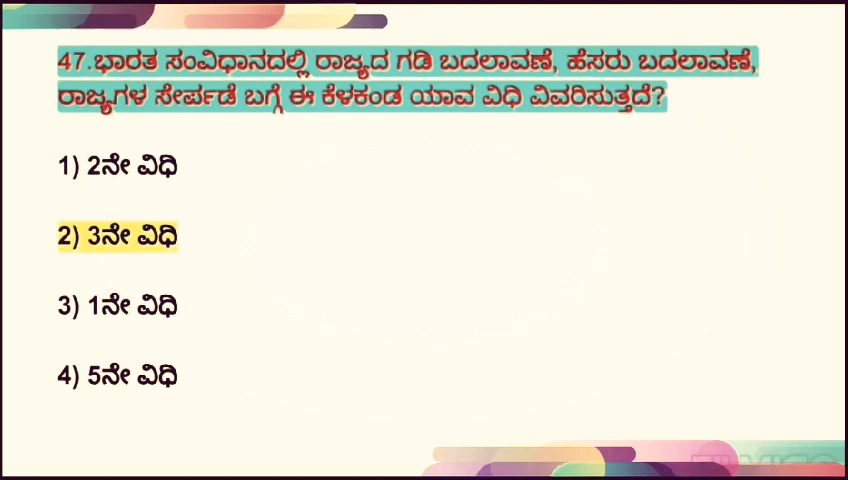 47.ಭಾರತ ಸಂವಿಧಾನದಲ್ಲಿ ರಾಜ್ಯದ ಗಡಿ ಬದಲಾವಣೆ, ಹೆಸರು ಬದಲಾವಣೆ,
ರಾಜ್ಯಗಳ ಸೇರ್ಪಡೆ ಬಗ್ಗೆ ಈ ಕೆಳಕಂಡ ಯಾವ ವಿಧಿ ವಿವರಿಸುತ್ತದೆ?
1) 2ನೇ ವಿಧಿ
2) 3ನೇ ವಿಧಿ
3) 1ನೇ ವಿಧಿ
4) 5ನೇ ವಿಧಿ